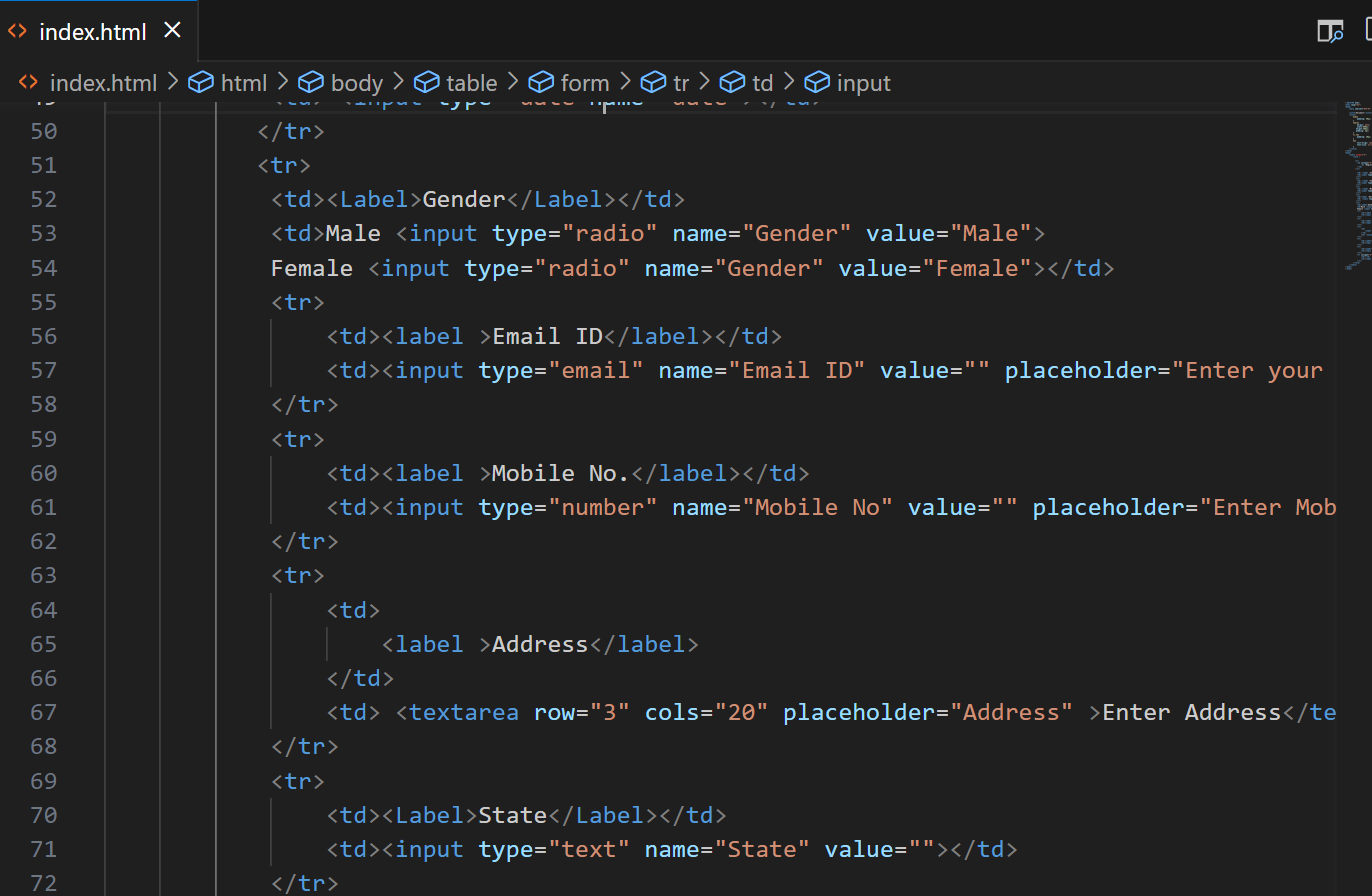 index.html
index.html > html > body > table > form > tr > td > input
50 </tr>
51 <tr>
52 <td><Label>Gender</Label></td>
53 <td>Male <input type="radio" name="Gender" value="Male">
54 Female <input type="radio" name="Gender" value="Female"></td>
55 <tr>
56 <td><label >Email ID</label></td>
57 <td><input type="email" name="Email ID" value="" placeholder="Enter your
58 </tr>
59 <tr>
60 <td><label >Mobile No.</label></td>
61 <td><input type="number" name="Mobile No" value="" placeholder="Enter Mob
62 </tr>
63 <tr>
64 <td>
65 <label >Address</label>
66 </td>
67 <td> <textarea row="3" cols="20" placeholder="Address" >Enter Address</te
68 </tr>
69 <tr>
70 <td><Label>State</Label></td>
71 <td><input type="text" name="State" value=""></td>
72 </tr>